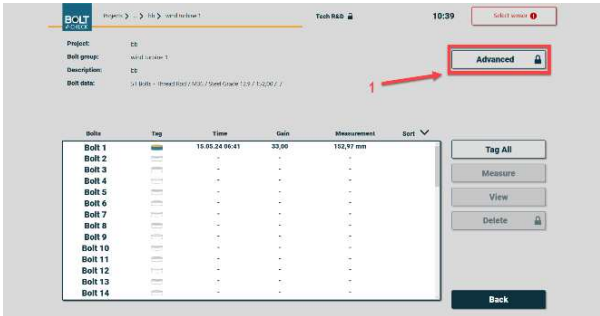 BOLT
CHECK
Projects > .. > bb > wind turbine 1
Tech R&D
10:39
Select sensor
Project: bb
Bolt group: wind turbine 1
Description: bb
Bolt data:
Advanced
1
Bolts Tag Time Gain Measurement Sort
Bolt 1 15.05.24 06:41 33,00 152,97 mm
Bolt 2 - - -
Bolt 3 - - -
Bolt 4 - - -
Bolt 5 - - -
Bolt 6 - - -
Bolt 7 - - -
Bolt 8 - - -
Bolt 9 - - -
Bolt 10 - - -
Bolt 11 - - -
Bolt 12 - - -
Bolt 13 - - -
Bolt 14 - - -
Tag All
Measure
View
Delete
Back